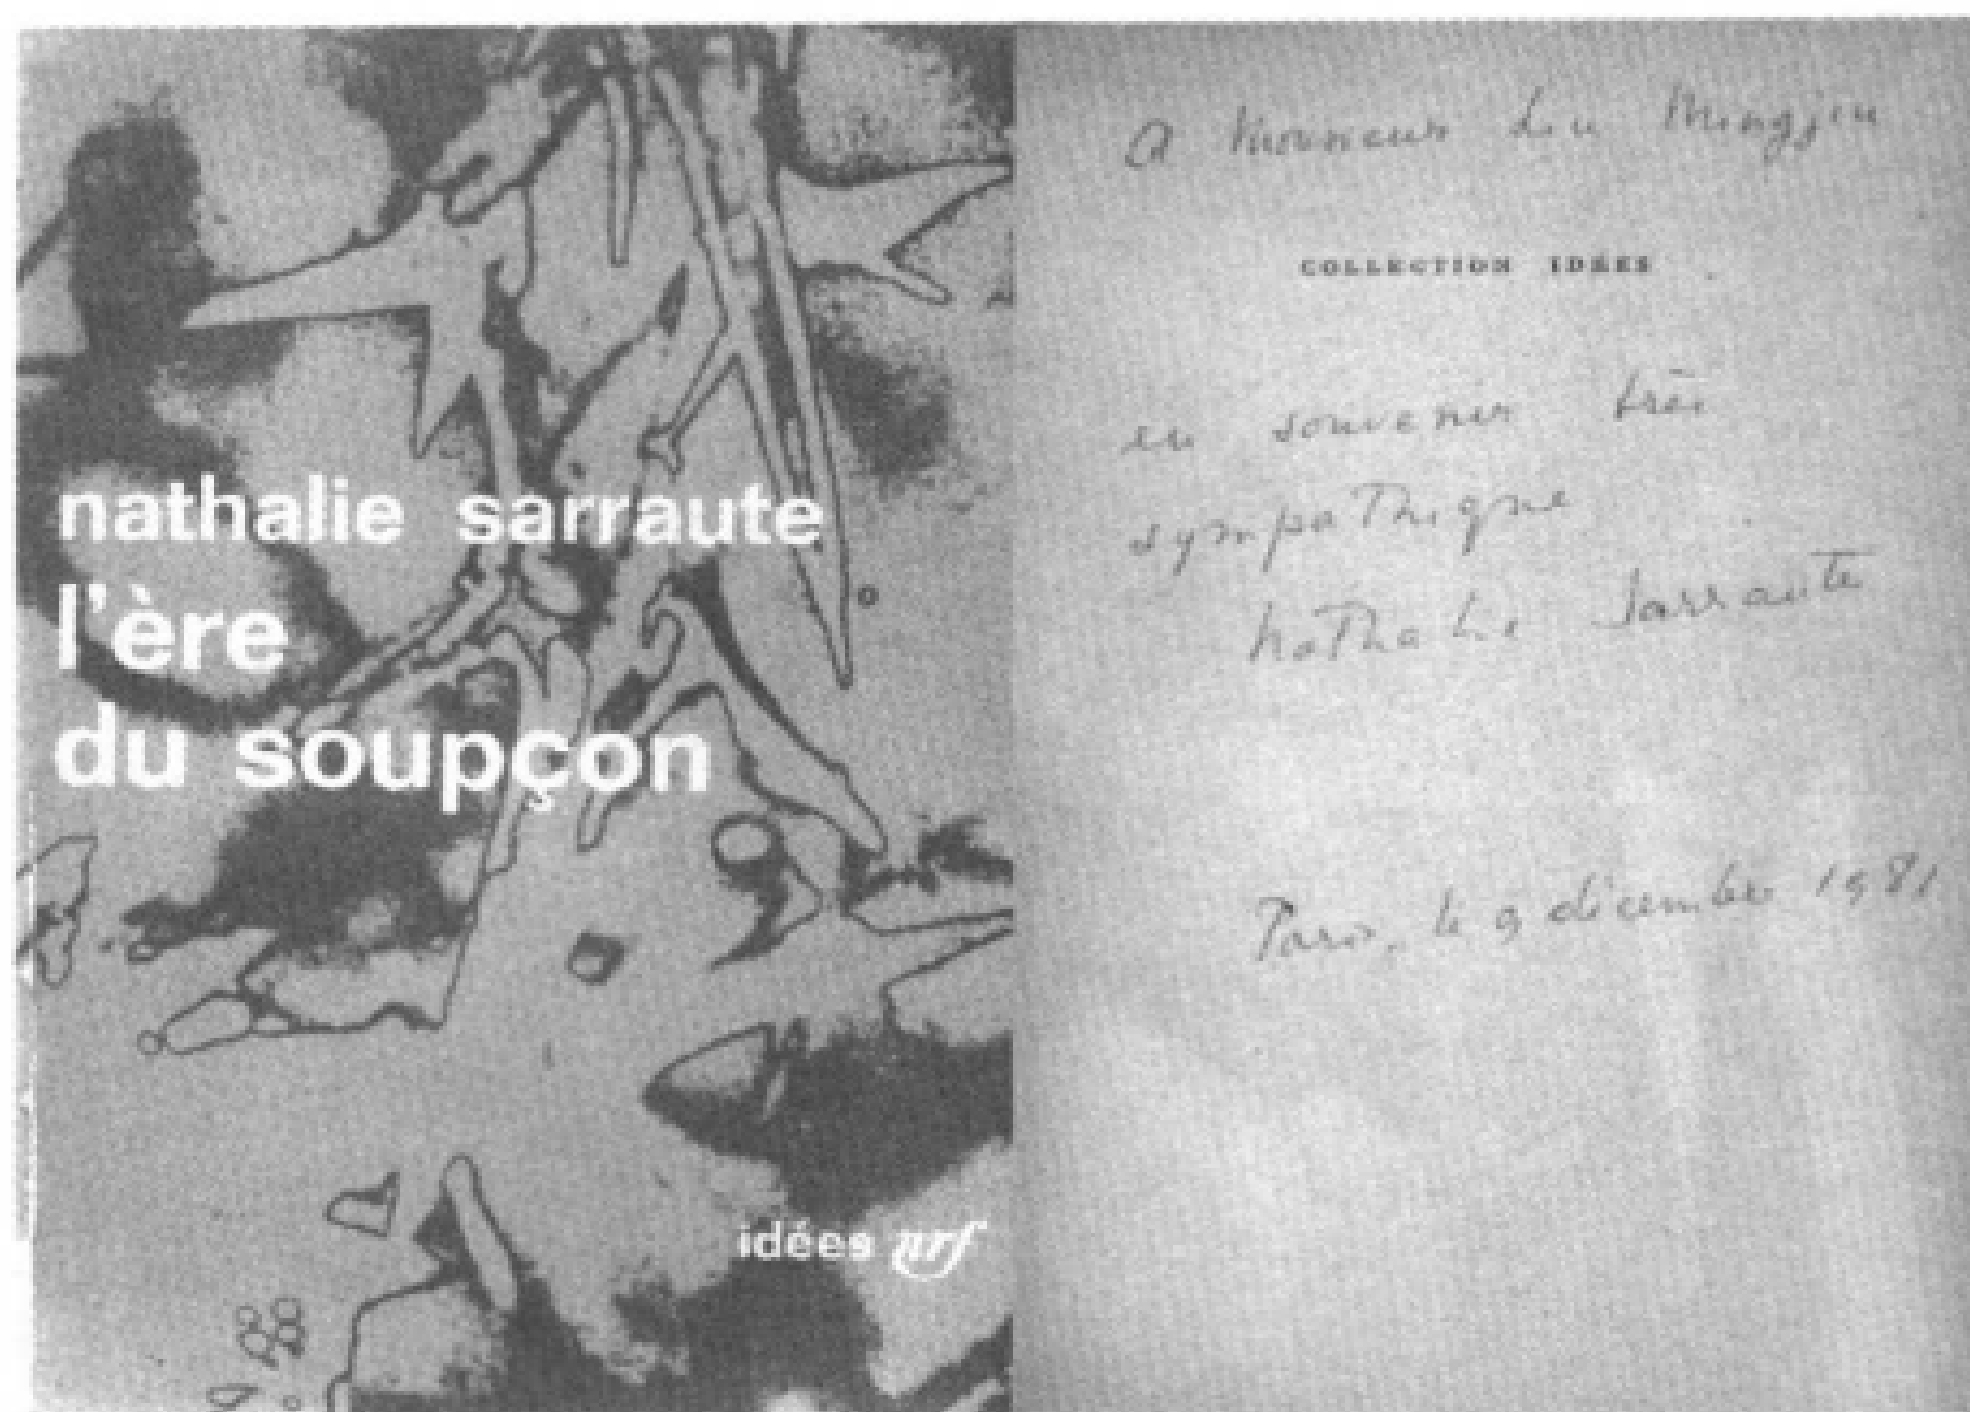 nathalie sarraute
l'ère
du soupçon
idées nrf
A Monsieur Liu Mingjiu
COLLECTION IDÉES
en souvenir très
sympathique
Nathalie Sarraute
Paris, le 9 décembre 1981